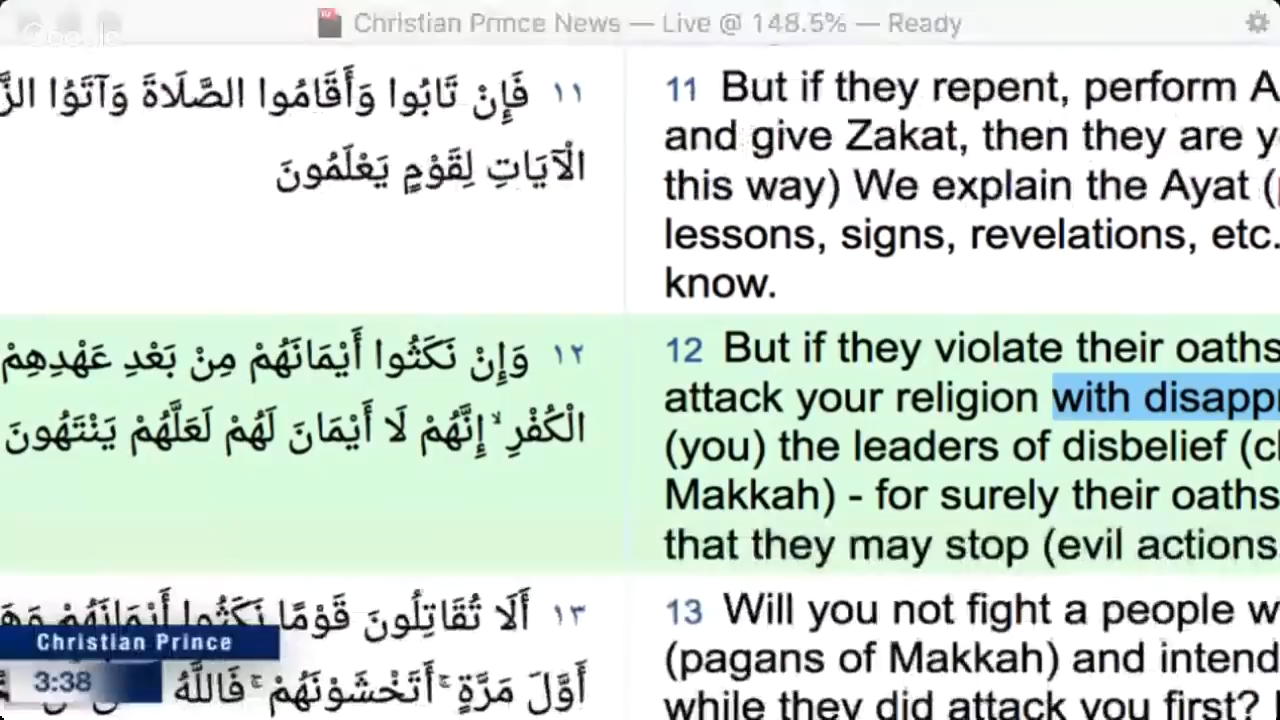 Google
Christian Prince News — Live @ 148.5% — Ready
١١ فَإِنْ تَابُوا وَأَقَامُوا الصَّلَاةَ وَآتَوُا
الْآيَاتِ لِقَوْمٍ يَعْلَمُونَ
11 But if they repent, perform
and give Zakat, then they are
this way) We explain the Ayat (
lessons, signs, revelations, etc.
know.
١٢ وَإِنْ نَكَثُوا أَيْمَانَهُمْ مِنْ بَعْدِ عَهْدِهِمْ
الْكُفْرِ ۙ إِنَّهُمْ لَا أَيْمَانَ لَهُمْ لَعَلَّهُمْ يَنْتَهُونَ
12 But if they violate their oaths
attack your religion with
(you) the leaders of disbelief
Makkah) - for surely their oaths
that they may stop (evil actions
١٣ أَلَا تُقَاتِلُونَ قَوْمًا نَكَثُوا أَيْمَانَهُمْ
أَوَّلَ مَرَّةٍ ۚ أَتَخْشَوْنَهُمْ ۚ فَاللَّهُ
13 Will you not fight a people
(pagans of Makkah) and intend
while they did attack you first?
Christian Prince
3:38